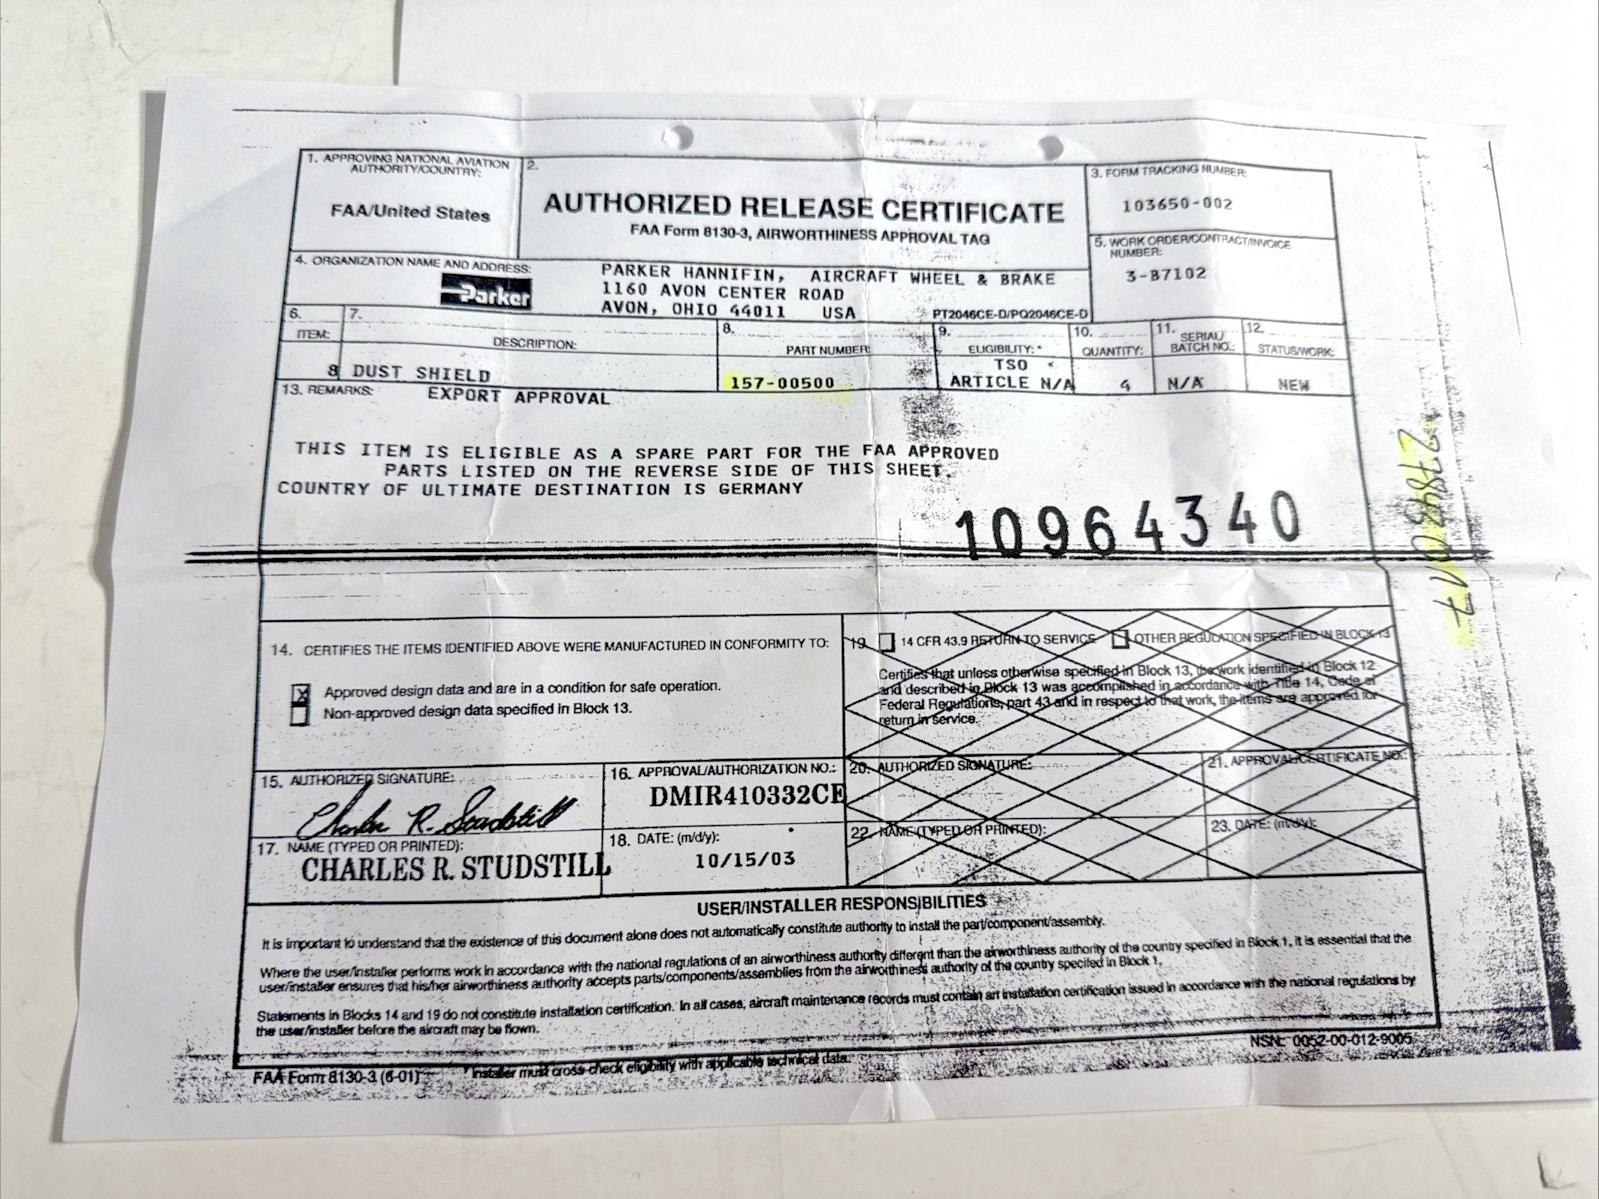 1. APPROVING NATIONAL AVIATION
AUTHORITY/COUNTRY:
FAA/United States
2.
AUTHORIZED RELEASE CERTIFICATE
FAA Form 8130-3, AIRWORTHINESS APPROVAL TAG
3. FORM TRACKING NUMBER:
103650-002
4. ORGANIZATION NAME AND ADDRESS:
Parker
PARKER HANNIFIN, AIRCRAFT WHEEL & BRAKE
1160 AVON CENTER ROAD
AVON, OHIO 44011 USA
PT2046CE-D/PQ2046CE-D
5. WORK ORDER/CONTRACT/INVOICE
NUMBER:
3-B7102
6.
ITEM:
7.
DESCRIPTION:
8.
PART NUMBER:
9.
ELIGIBILITY: *
10.
QUANTITY:
11. SERIAL/
BATCH NO.:
12.
STATUS/WORK:
TSO
8 DUST SHIELD 157-00500 ARTICLE N/A 4 N/A NEW
13. REMARKS: EXPORT APPROVAL
THIS ITEM IS ELIGIBLE AS A SPARE PART FOR THE FAA APPROVED
PARTS LISTED ON THE REVERSE SIDE OF THIS SHEET.
COUNTRY OF ULTIMATE DESTINATION IS GERMANY
10964340
14. CERTIFIES THE ITEMS IDENTIFIED ABOVE WERE MANUFACTURED IN CONFORMITY TO:
X Approved design data and are in a condition for safe operation.
Non-approved design data specified in Block 13.
19. 14 CFR 43.9 RETURN TO SERVICE OTHER REGULATION SPECIFIED IN BLOCK 13
Certifies that unless otherwise specified in Block 13, the work identified in Block 12
and described in Block 13 was accomplished in accordance with Title 14, Code of
Federal Regulations, part 43 and in respect to that work, the items are approved for
return in service.
15. AUTHORIZED SIGNATURE:
Charles R. Studstill
16. APPROVAL/AUTHORIZATION NO.:
DMIR410332CE
20. AUTHORIZED SIGNATURE:
21. APPROVAL/CERTIFICATE NO.:
17. NAME (TYPED OR PRINTED):
CHARLES R. STUDSTILL
18. DATE: (m/d/y):
10/15/03
22. NAME (TYPED OR PRINTED):
23. DATE: (m/d/y):
USER/INSTALLER RESPONSIBILITIES
It is important to understand that the existence of this document alone does not automatically constitute authority to install the part/component/assembly.
Where the user/installer performs work in accordance with the national regulations of an airworthiness authority different than the airworthiness authority of the country specified in Block 1, it is essential that the
user/installer ensures that his/her airworthiness authority accepts parts/components/assemblies from the airworthiness authority of the country specifed in Block 1.
Statements in Blocks 14 and 19 do not constitute installation certification. In all cases, aircraft maintenance records must contain an installation certification issued in accordance with the national regulations by
the user/installer before the aircraft may be flown.
FAA Form 8130-3 (6-01)
* Installer must cross-check eligibility with applicable technical data.
NSN: 0052-00-012-9005